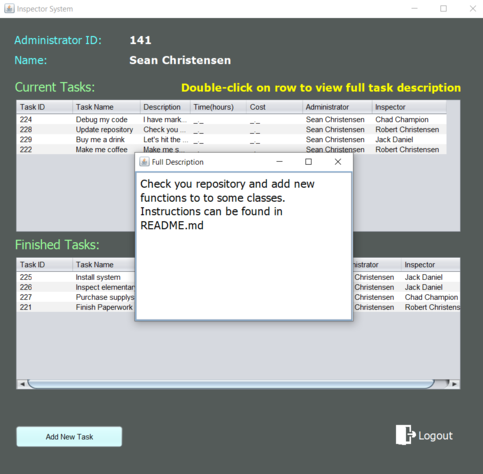 Inspector System
Administrator ID: 141
Name: Sean Christensen
Current Tasks: Double-click on row to view full task description
Task ID Task Name Description Time(hours) Cost Administrator Inspector
224 Debug my code I have mark... _._ _._ Sean Christensen Chad Champion
228 Update repository Check you ... _._ _._ Sean Christensen Robert Christensen
229 Buy me a drink Let's hit the ... _._ _._ Sean Christensen Jack Daniel
222 Make me coffee Make me s... _._ _._ Sean Christensen Robert Christensen
Full Description
Check you repository and add new
functions to to some classes.
Instructions can be found in
README.md
Finished Tasks:
Task ID Task Name istrator Inspector
225 Install system Christensen Jack Daniel
226 Inspect elementar Christensen Jack Daniel
227 Purchase supplys Christensen Chad Champion
221 Finish Paperwork Christensen Robert Christens
Add New Task
Logout